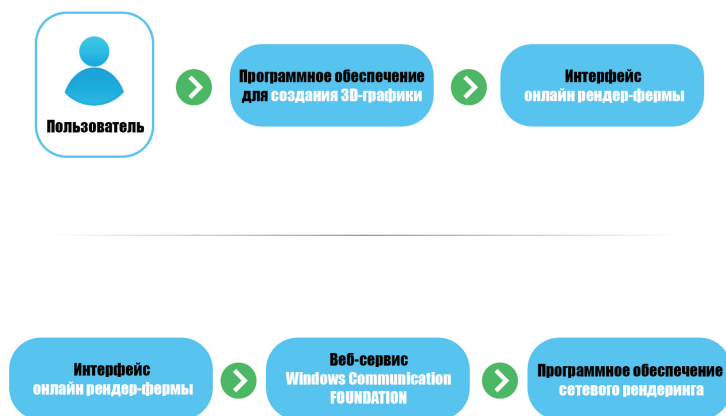 Пользователь
Программное обеспечение
для создания 3D-графики
Интерфейс
онлайн рендер-фермы
Интерфейс
онлайн рендер-фермы
Веб-сервис
Windows Communication
FOUNDATION
Программное обеспечение
сетевого рендеринга